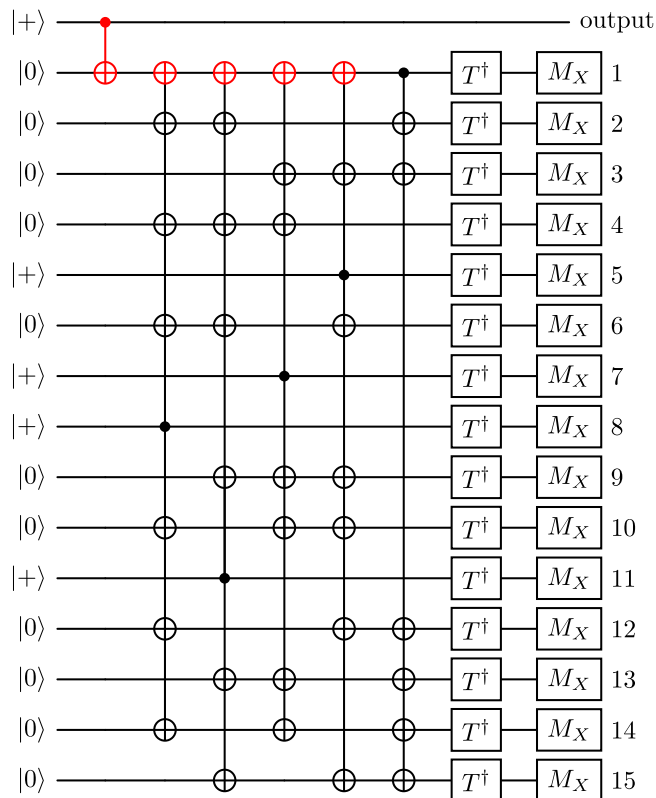 |+⟩ output
|0⟩ T† M_X 1
|0⟩ T† M_X 2
|0⟩ T† M_X 3
|0⟩ T† M_X 4
|+⟩ T† M_X 5
|0⟩ T† M_X 6
|+⟩ T† M_X 7
|+⟩ T† M_X 8
|0⟩ T† M_X 9
|0⟩ T† M_X 10
|+⟩ T† M_X 11
|0⟩ T† M_X 12
|0⟩ T† M_X 13
|0⟩ T† M_X 14
|0⟩ T† M_X 15